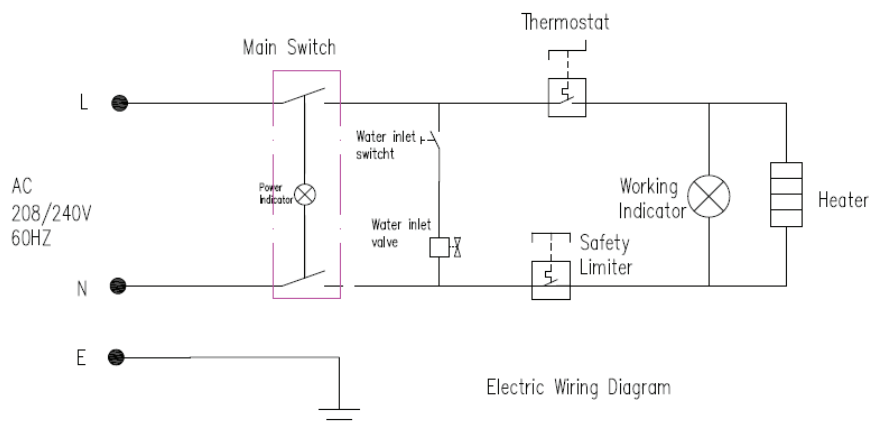 Thermostat
Main Switch
L
Water inlet
switcht
AC
208/240V
60HZ
Power
Indicator
Working
Indicator
Heater
Water inlet
valve
Safety
Limiter
N
E
Electric Wiring Diagram